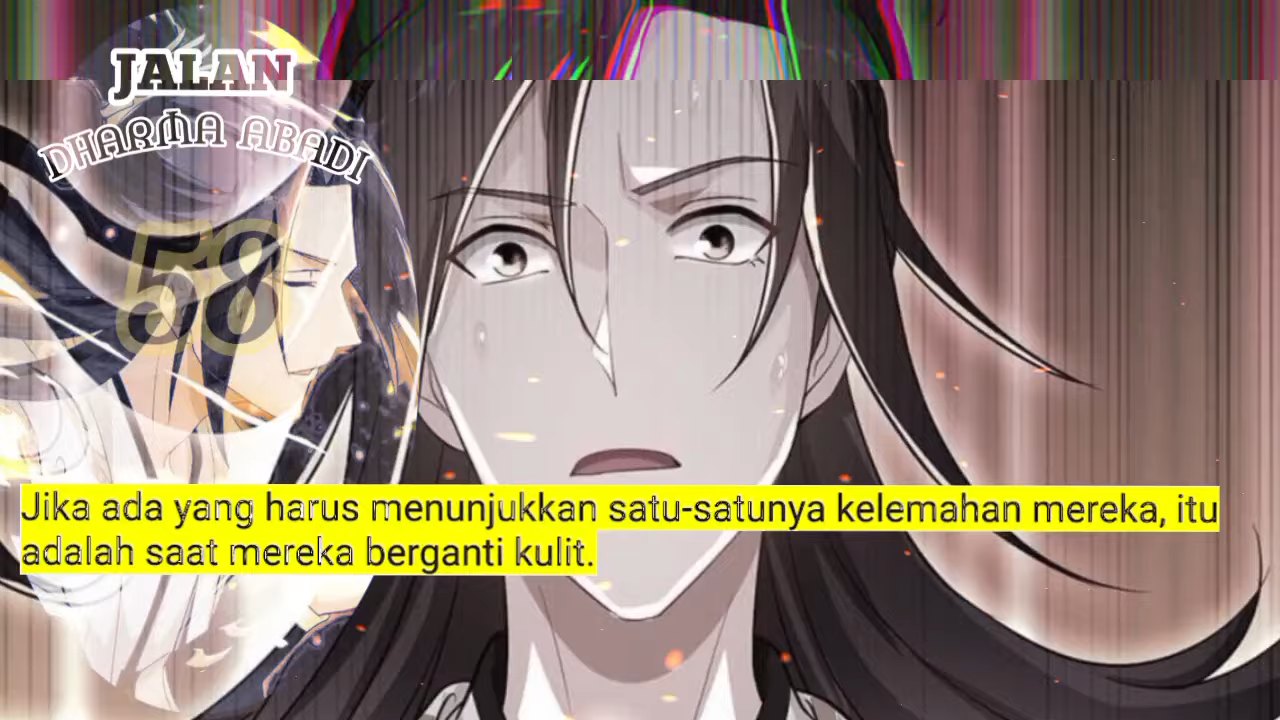 JALAN
DHARMA ABADI
58
Jika ada yang harus menunjukkan satu-satunya kelemahan mereka, itu
adalah saat mereka berganti kulit.